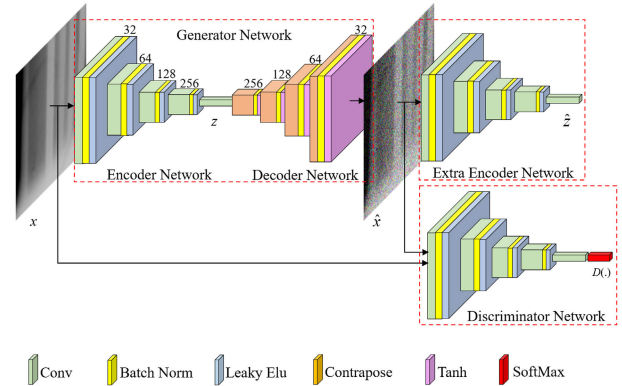 Generator Network
32
64
128
256
z
256
128
64
32
ẑ
Encoder Network
Decoder Network
Extra Encoder Network
x
x̂
D(.)
Discriminator Network
Conv
Batch Norm
Leaky Elu
Contrapose
Tanh
SoftMax